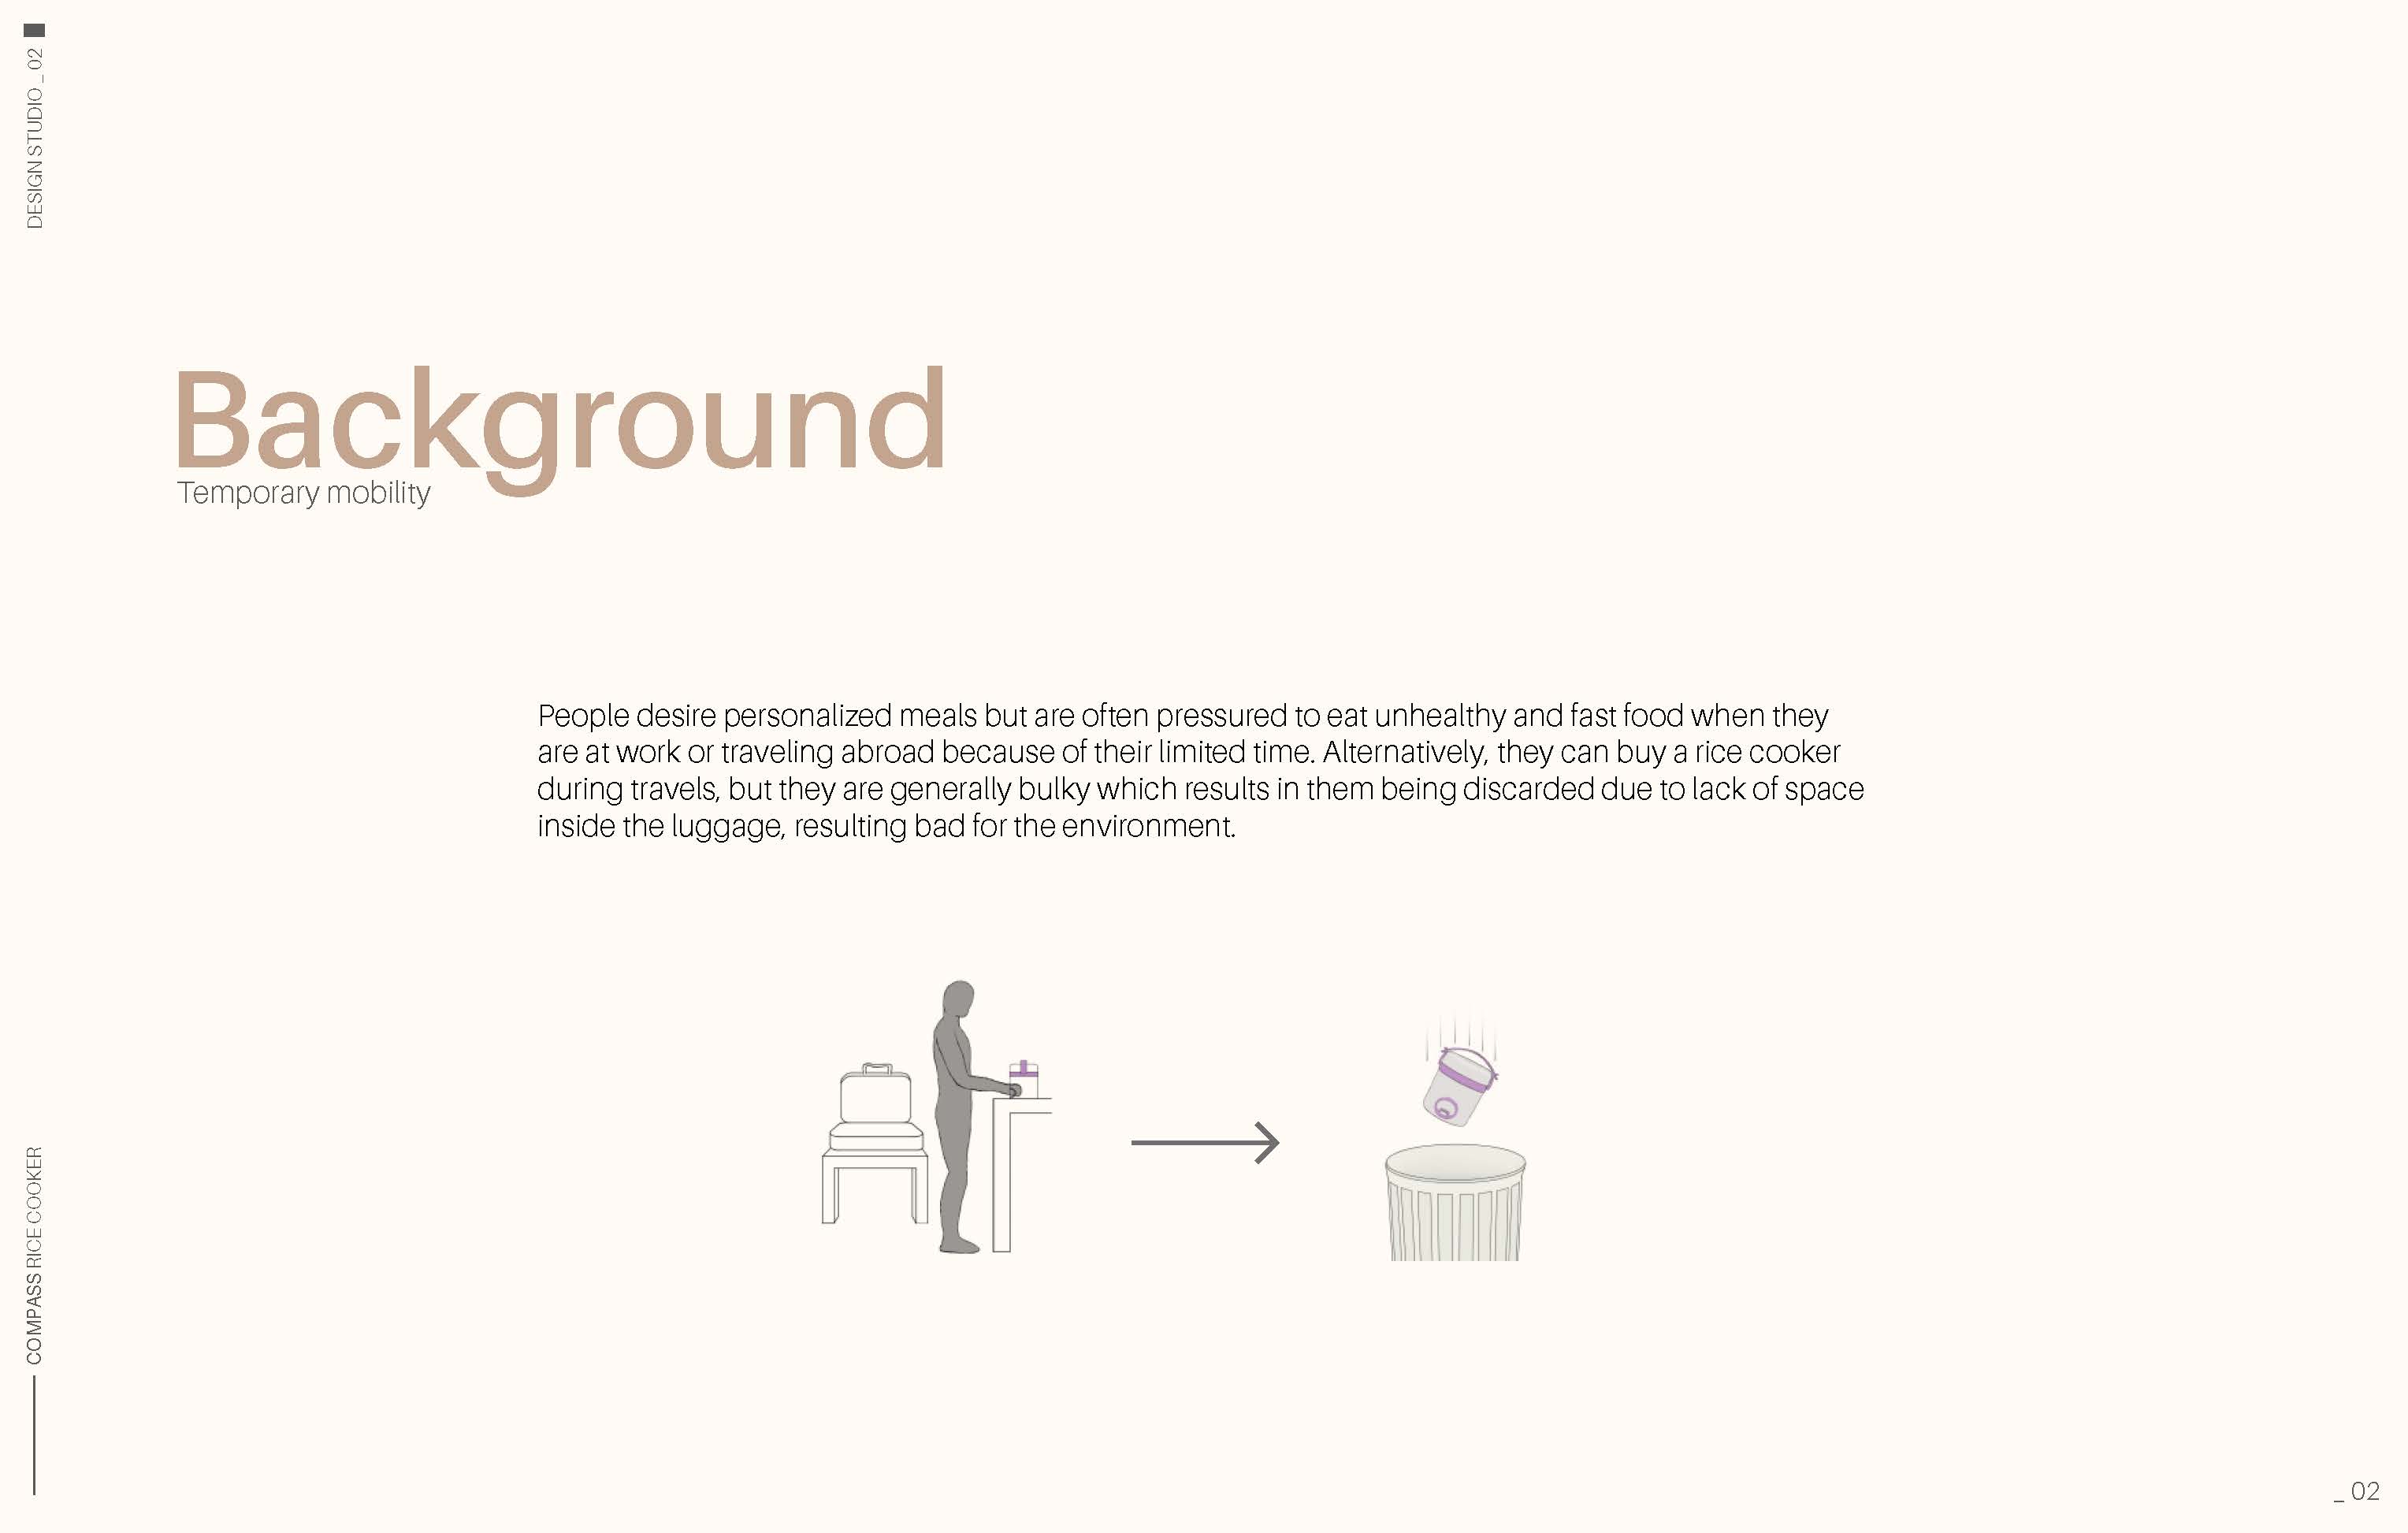 DESIGN STUDIO _ 02
Background
Temporary mobility
People desire personalized meals but are often pressured to eat unhealthy and fast food when they
are at work or traveling abroad because of their limited time. Alternatively, they can buy a rice cooker
during travels, but they are generally bulky which results in them being discarded due to lack of space
inside the luggage, resulting bad for the environment.
COMPASS RICE COOKER
_ 02